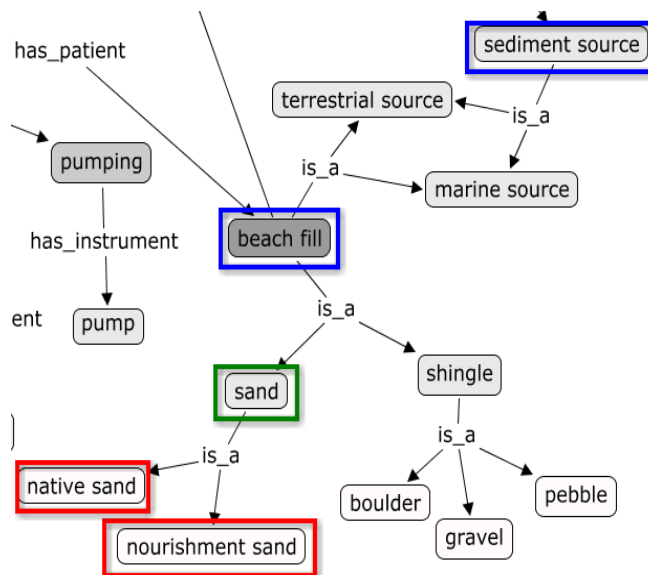 has_patient
sediment source
terrestrial source
is_a
pumping
is_a
marine source
beach fill
has_instrument
is_a
ent
pump
shingle
sand
is_a
is_a
native sand
boulder
pebble
gravel
nourishment sand